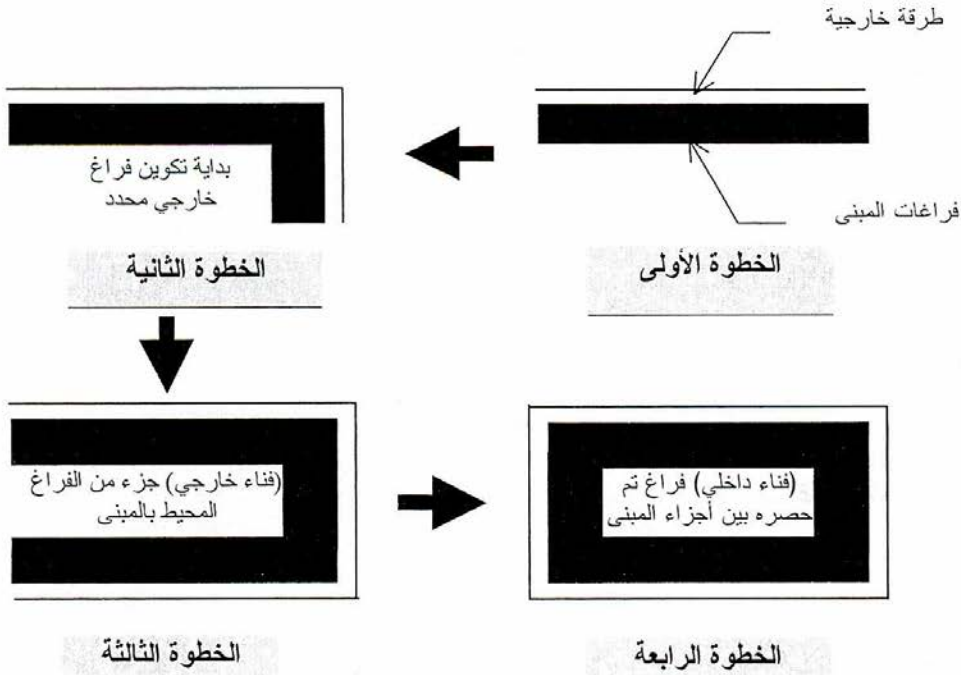 طرقة خارجية
فراغات المبنى
الخطوة الأولى
بداية تكوين فراغ
خارجي محدد
الخطوة الثانية
(فناء خارجي) جزء من الفراغ
المحيط بالمبنى
الخطوة الثالثة
(فناء داخلي) فراغ تم
حصره بين أجزاء المبنى
الخطوة الرابعة